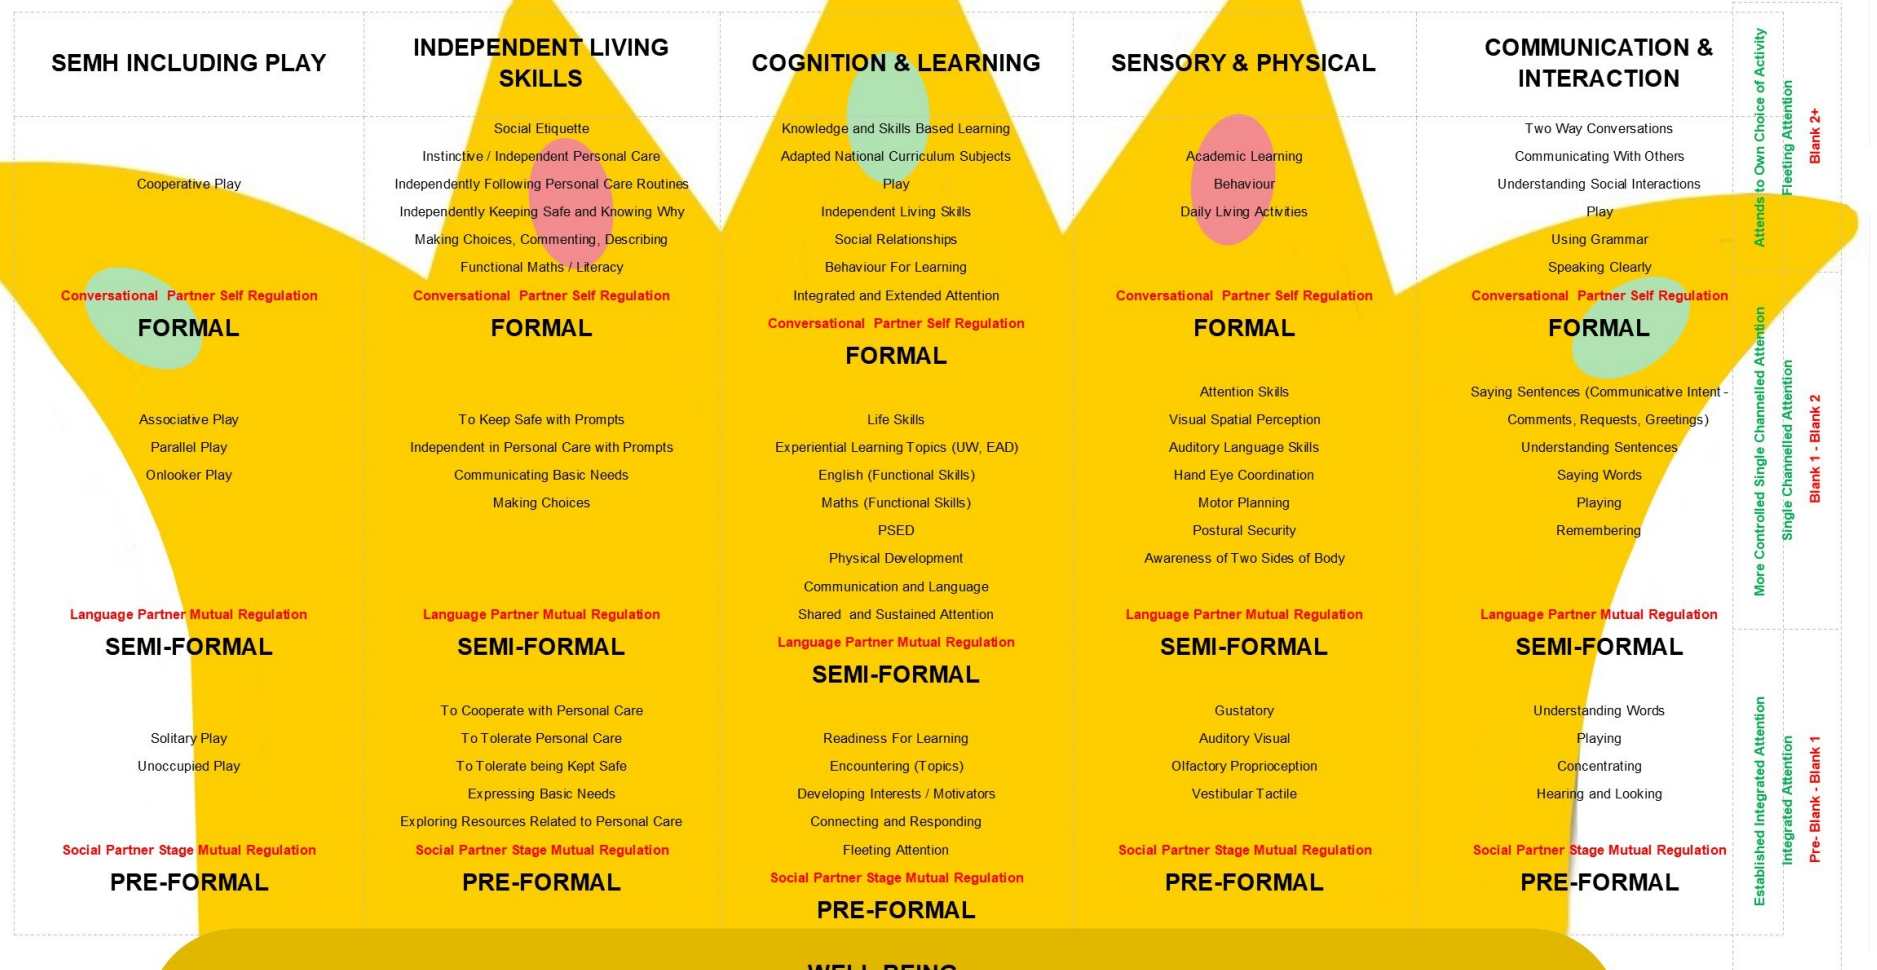 SEMH INCLUDING PLAY
Cooperative Play
Conversational Partner Self Regulation
FORMAL
Associative Play
Parallel Play
Onlooker Play
Language Partner Mutual Regulation
SEMI-FORMAL
Solitary Play
Unoccupied Play
Social Partner Stage Mutual Regulation
PRE-FORMAL
INDEPENDENT LIVING
SKILLS
Social Etiquette
Instinctive / Independent Personal Care
Independently Following Personal Care Routines
Independently Keeping Safe and Knowing Why
Making Choices, Commenting, Describing
Functional Maths / Literacy
Conversational Partner Self Regulation
FORMAL
To Keep Safe with Prompts
Independent in Personal Care with Prompts
Communicating Basic Needs
Making Choices
Language Partner Mutual Regulation
SEMI-FORMAL
To Cooperate with Personal Care
To Tolerate Personal Care
To Tolerate being Kept Safe
Expressing Basic Needs
Exploring Resources Related to Personal Care
Social Partner Stage Mutual Regulation
PRE-FORMAL
COGNITION & LEARNING
Knowledge and Skills Based Learning
Adapted National Curriculum Subjects
Play
Independent Living Skills
Social Relationships
Behaviour For Learning
Integrated and Extended Attention
Conversational Partner Self Regulation
FORMAL
Life Skills
Experiential Learning Topics (UW, EAD)
English (Functional Skills)
Maths (Functional Skills)
PSED
Physical Development
Communication and Language
Shared and Sustained Attention
Language Partner Mutual Regulation
SEMI-FORMAL
Readiness For Learning
Encountering (Topics)
Developing Interests / Motivators
Connecting and Responding
Fleeting Attention
Social Partner Stage Mutual Regulation
PRE-FORMAL
SENSORY & PHYSICAL
Academic Learning
Behaviour
Daily Living Activities
Conversational Partner Self Regulation
FORMAL
Attention Skills
Visual Spatial Perception
Auditory Language Skills
Hand Eye Coordination
Motor Planning
Postural Security
Awareness of Two Sides of Body
Language Partner Mutual Regulation
SEMI-FORMAL
Gustatory
Auditory Visual
Olfactory Proprioception
Vestibular Tactile
Social Partner Stage Mutual Regulation
PRE-FORMAL
COMMUNICATION &
INTERACTION
Two Way Conversations
Communicating With Others
Understanding Social Interactions
Play
Using Grammar
Speaking Clearly
Conversational Partner Self Regulation
FORMAL
Saying Sentences (Communicative Intent -
Comments, Requests, Greetings)
Understanding Sentences
Saying Words
Playing
Remembering
Language Partner Mutual Regulation
SEMI-FORMAL
Understanding Words
Playing
Concentrating
Hearing and Looking
Social Partner Stage Mutual Regulation
PRE-FORMAL
Attends to Own Choice of Activity
Fleeting Attention
Blank 2+
More Controlled Single Channelled Attention
Single Channelled Attention
Blank 1 - Blank 2
Established Integrated Attention
Integrated Attention
Pre- Blank - Blank 1
WELL-BEING